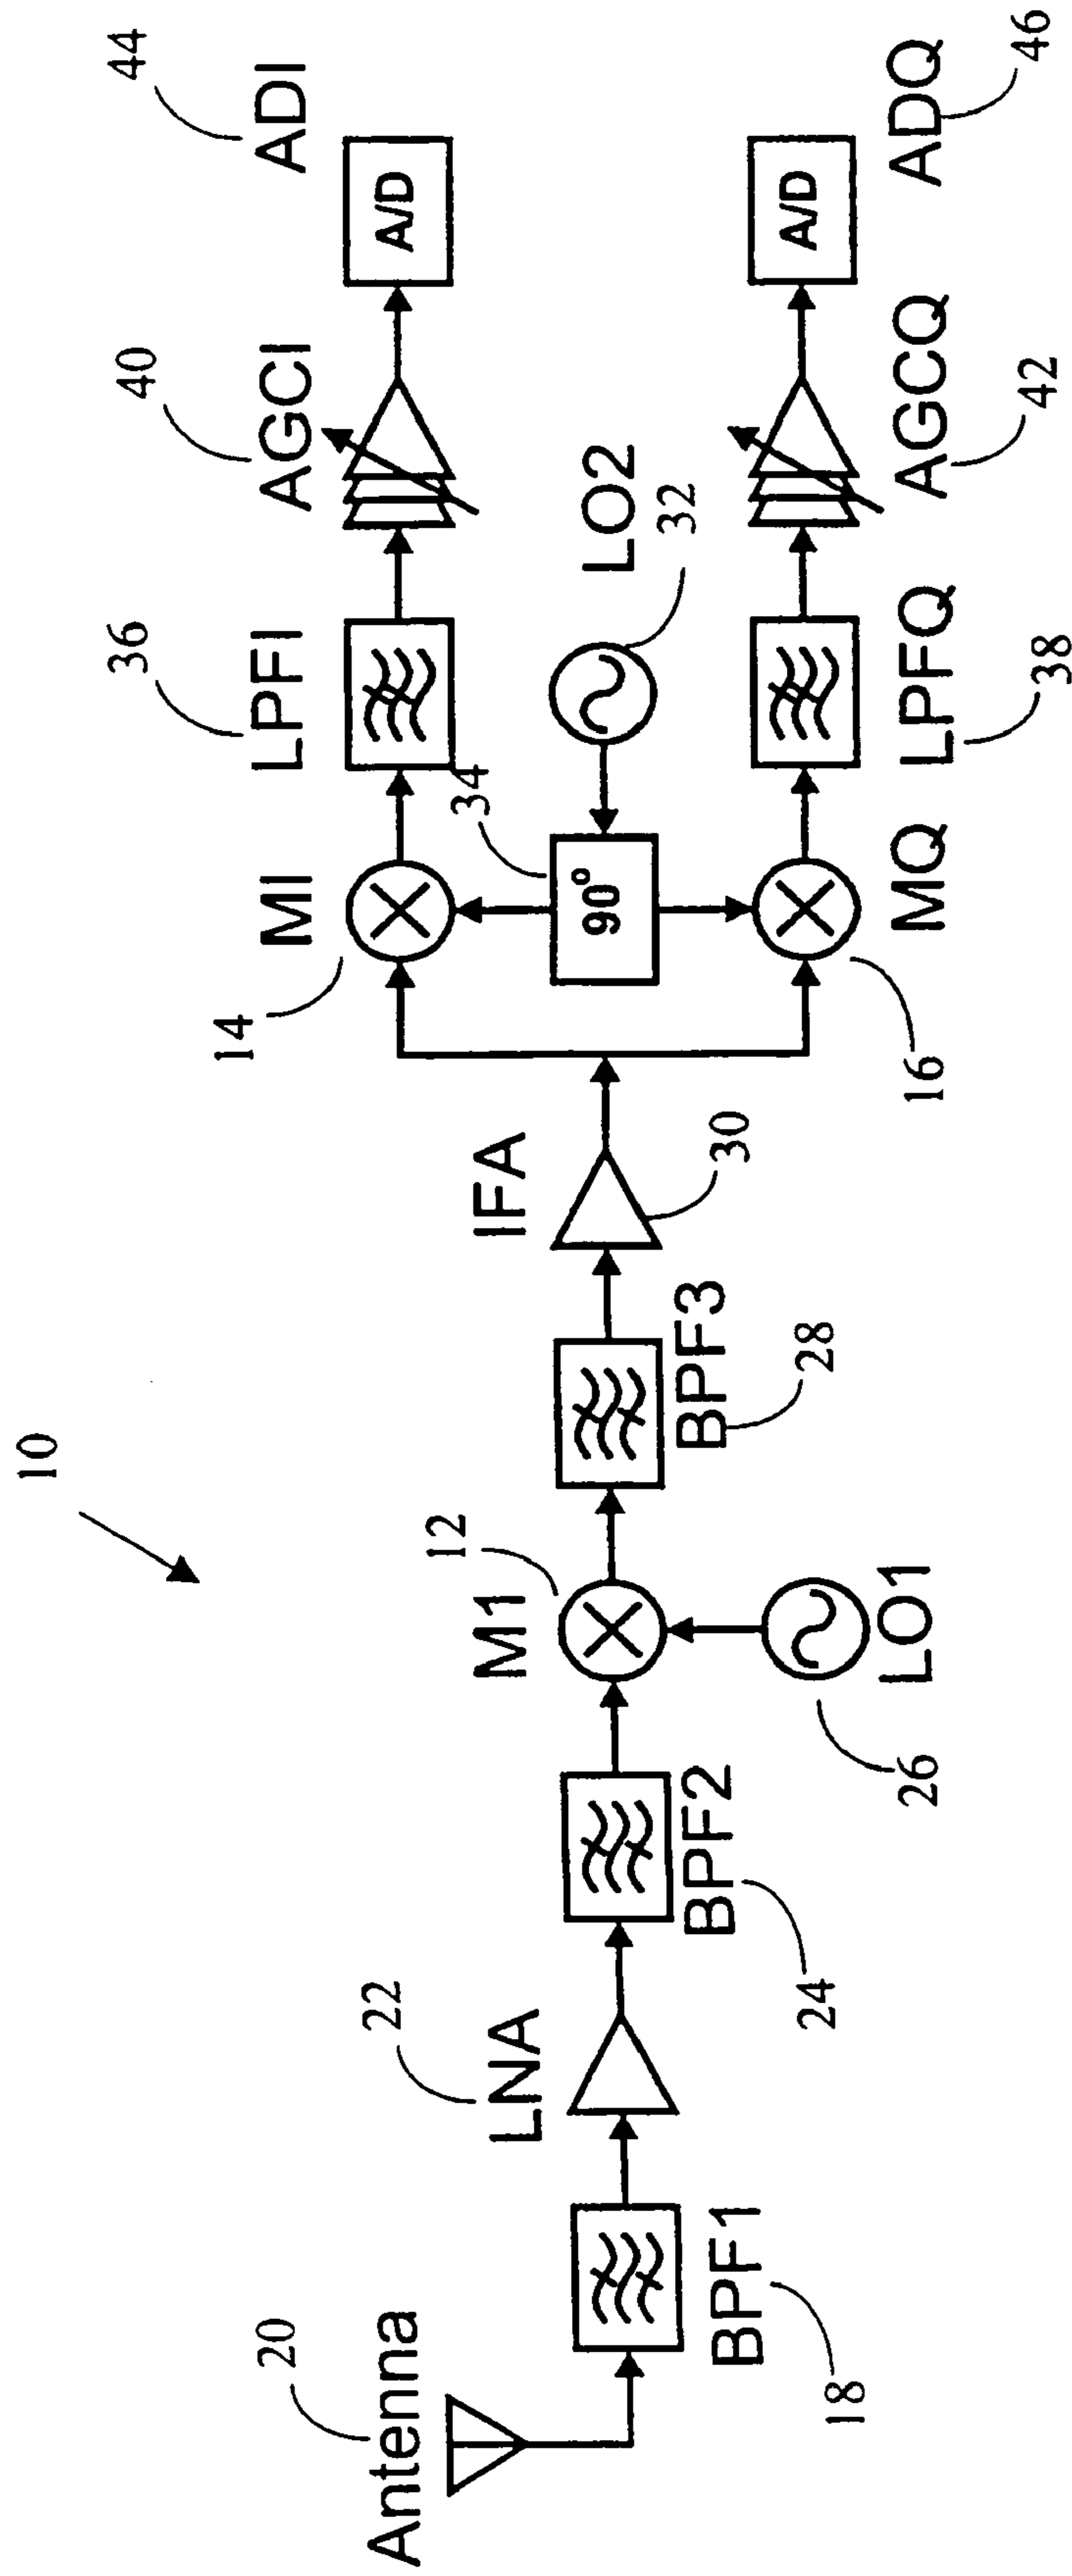 10
20
Antenna
BPF1
18
LNA
22
BPF2
24
M1
12
LO1
26
BPF3
28
IFA
30
14
MI
90°
34
LO2
32
MQ
16
36
LPFI
LPFQ
38
40
AGCI
AGCQ
42
44
ADI
A/D
A/D
ADQ
46